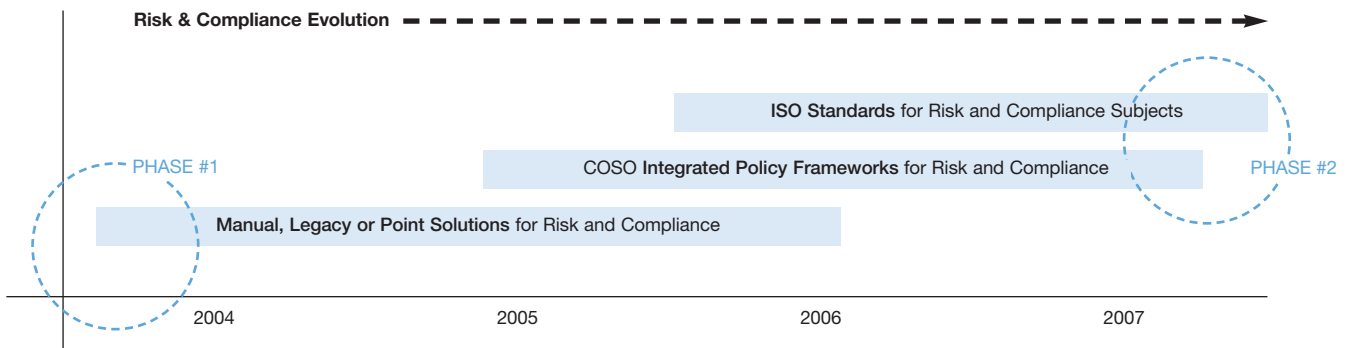 Risk & Compliance Evolution
ISO Standards for Risk and Compliance Subjects
COSO Integrated Policy Frameworks for Risk and Compliance
PHASE #1
PHASE #2
Manual, Legacy or Point Solutions for Risk and Compliance
2004
2005
2006
2007